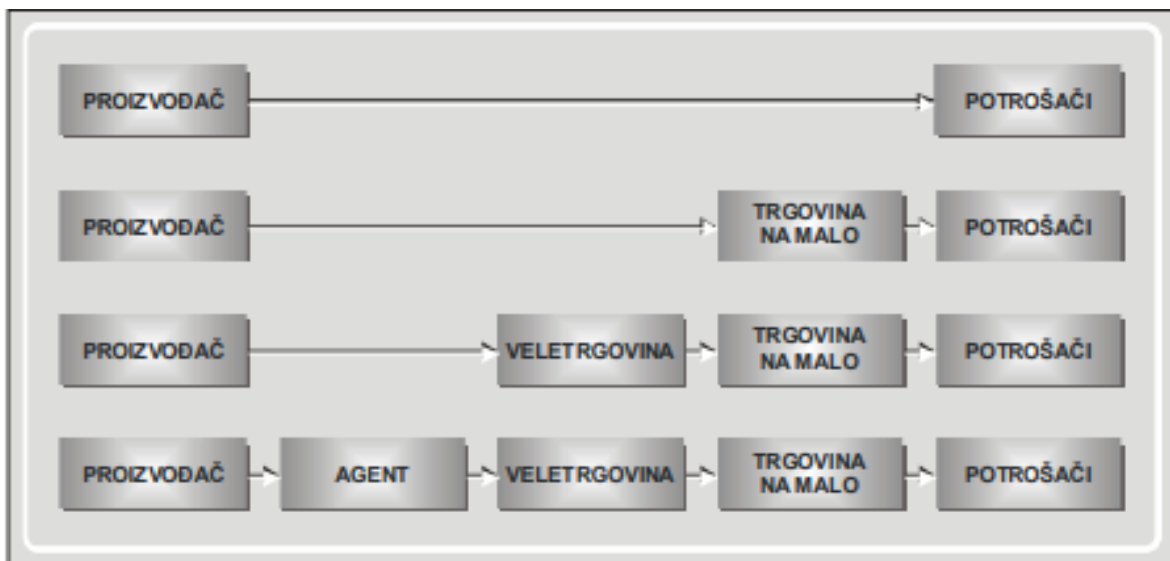 PROIZVOĐAČ
POTROŠAČI
PROIZVOĐAČ
TRGOVINA
NA MALO
POTROŠAČI
PROIZVOĐAČ
VELETRGOVINA
TRGOVINA
NA MALO
POTROŠAČI
PROIZVOĐAČ
AGENT
VELETRGOVINA
TRGOVINA
NA MALO
POTROŠAČI